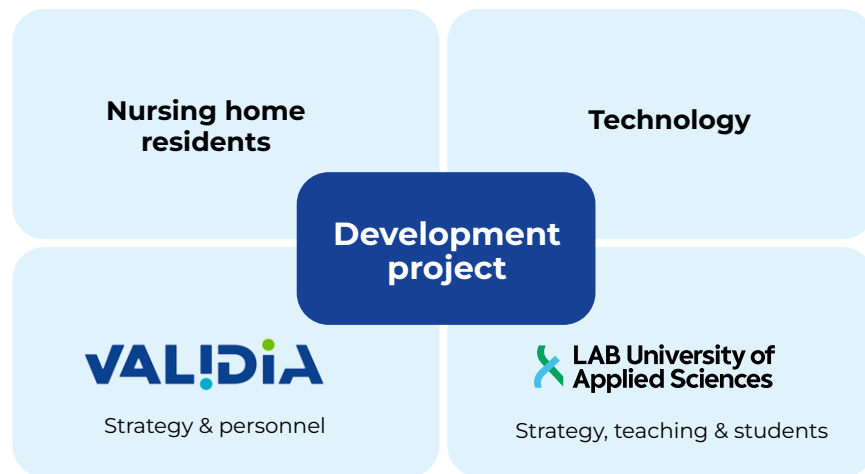 Nursing home
residents
Technology
Development
project
VALIDIA
Strategy & personnel
LAB University of
Applied Sciences
Strategy, teaching & students